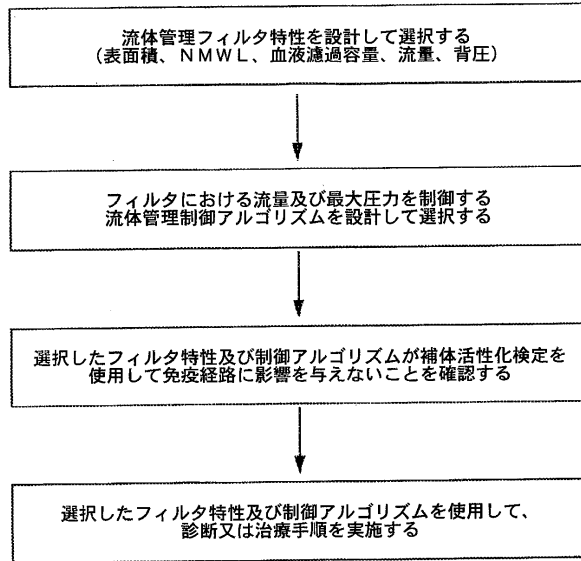 流体管理フィルタ特性を設計して選択する
(表面積、NMWL、血液濾過容量、流量、背圧)
フィルタにおける流量及び最大圧力を制御する
流体管理制御アルゴリズムを設計して選択する
選択したフィルタ特性及び制御アルゴリズムが補体活性化検定を
使用して免疫経路に影響を与えないことを確認する
選択したフィルタ特性及び制御アルゴリズムを使用して、
診断又は治療手順を実施する